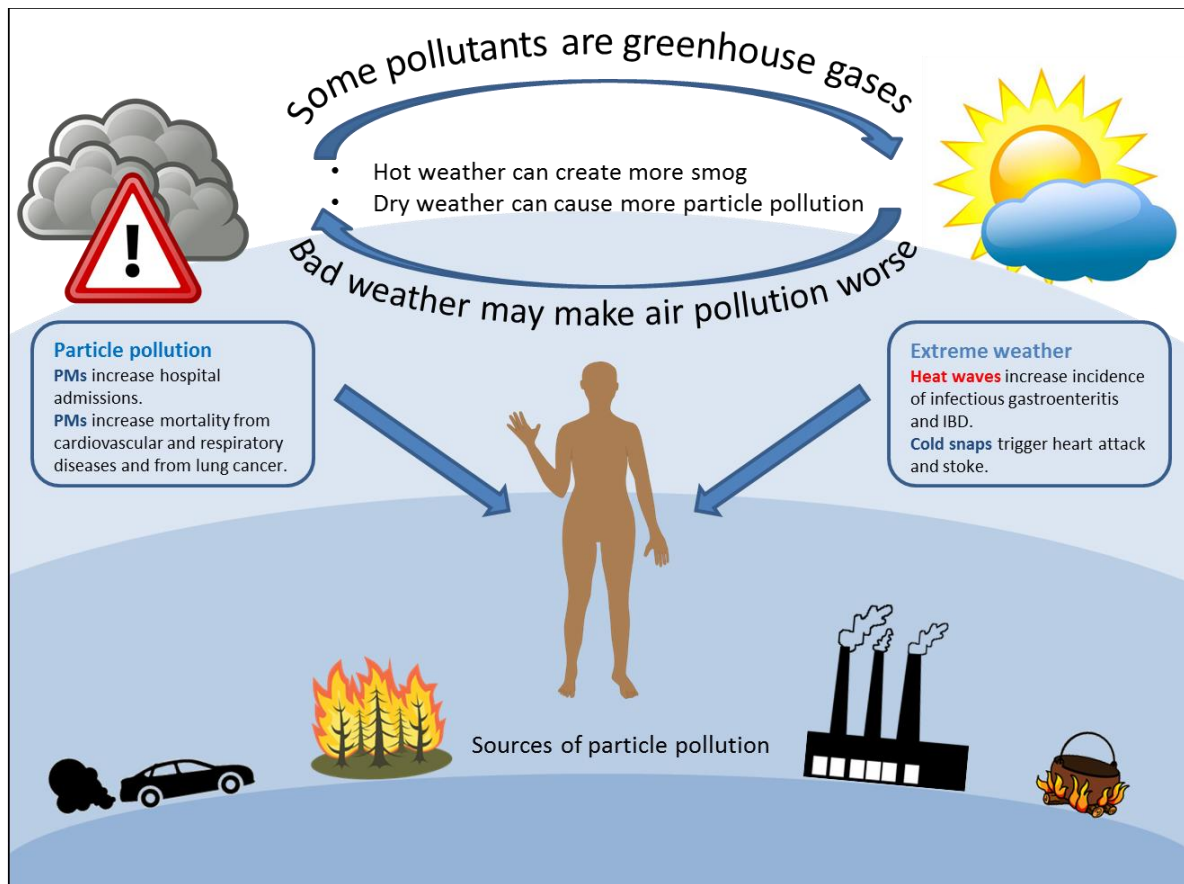 Some pollutants are greenhouse gases
• Hot weather can create more smog
• Dry weather can cause more particle pollution
Bad weather may make air pollution worse
!
Particle pollution
PMs increase hospital
admissions.
PMs increase mortality from
cardiovascular and respiratory
diseases and from lung cancer.
Extreme weather
Heat waves increase incidence
of infectious gastroenteritis
and IBD.
Cold snaps trigger heart attack
and stoke.
Sources of particle pollution